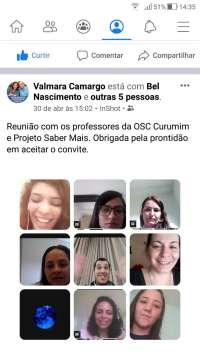 51% 14:35
Curtir Comentar Compartilhar
Valmara Camargo está com Bel
Nascimento e outras 5 pessoas.
30 de abr às 15:02 • InShot •
Reunião com os professores da OSC Curumim
e Projeto Saber Mais. Obrigada pela prontidão
em aceitar o convite.